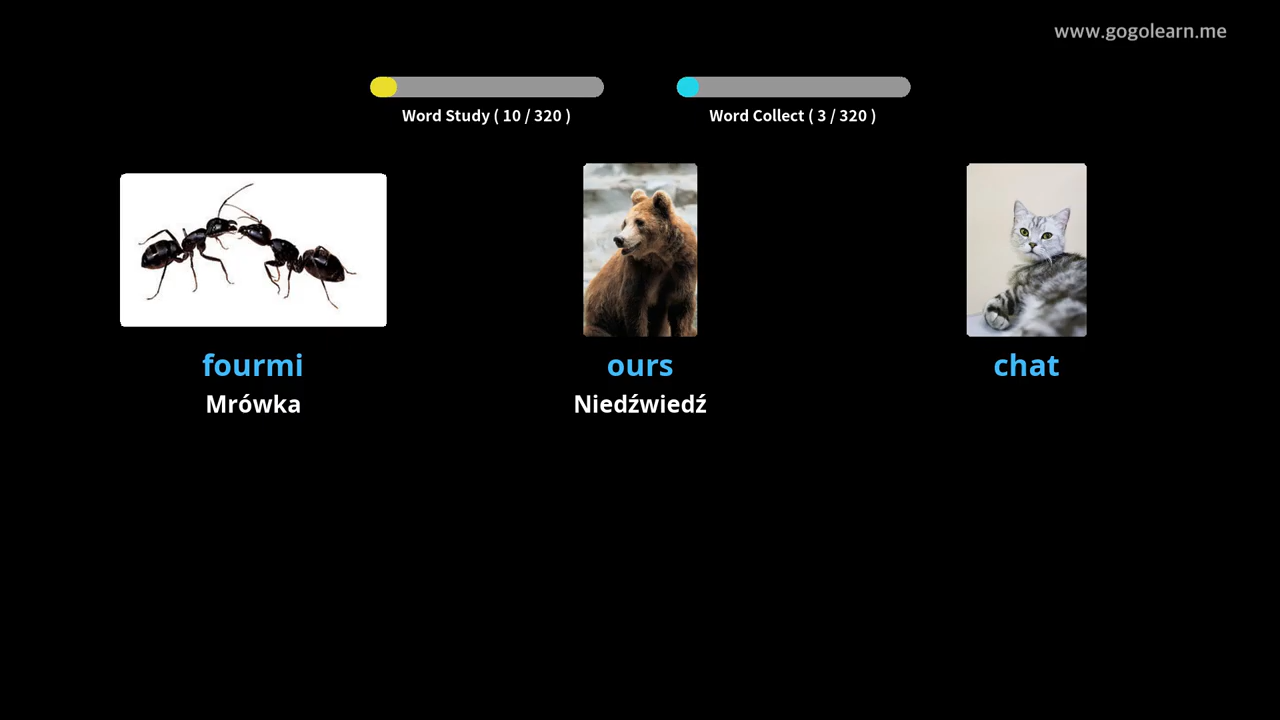 www.gogolearn.me
Word Study ( 10 / 320 )
Word Collect ( 3 / 320 )
fourmi
ours
chat
Mrówka
Niedźwiedź